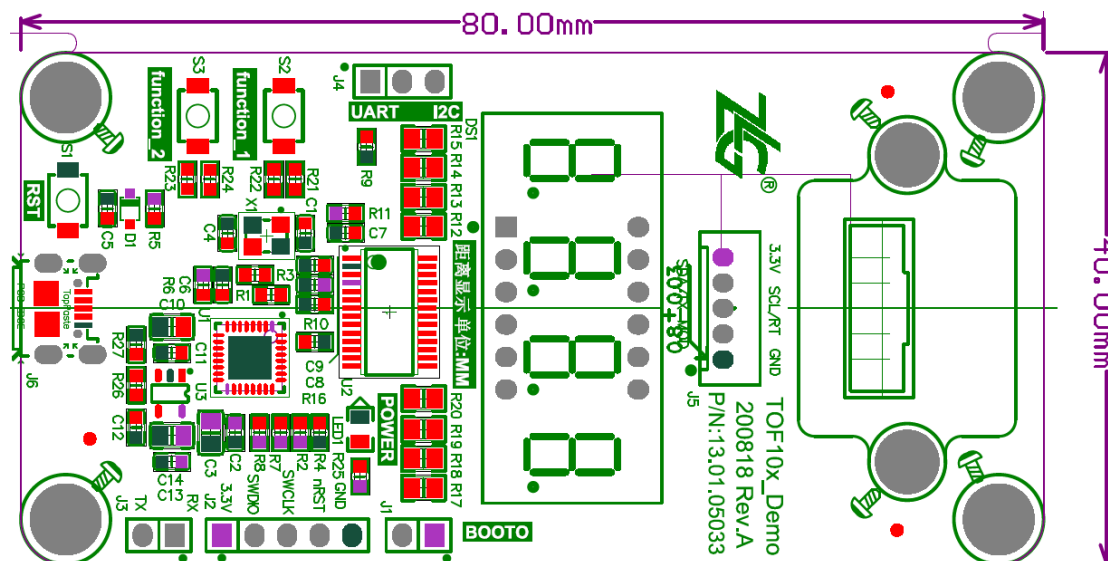 80.00mm
40.00mm
S3
function_2
S2
function_1
J4
UART
I2C
DS1
R15
R14
R13
R12
R9
S1
RST
R23
R24
R22
R21
C5
D1
R5
C4
X1
C1
R11
C7
R6
C6
R3
R1
R10
C10
U1
C11
R27
J6
TopPaste
R26
U3
C12
C9
C8
R16
U2
距离显示 单位:MM
LED1
POWER
R20
R19
R18
R17
C14
C13
C3
C2
R8
R7
R2
R4
R25
J3
TX
RX
J2
3.3V
SWDIO
SWCLK
nRST
GND
J1
BOOTO
®
3.3V
SCL/RT
GND
300+80
J5
TOF10x_Demo
200818 Rev.A
P/N:13.01.05033